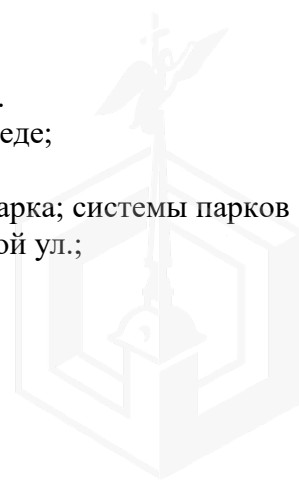 .
еде;
арка; системы парков
ой ул.;